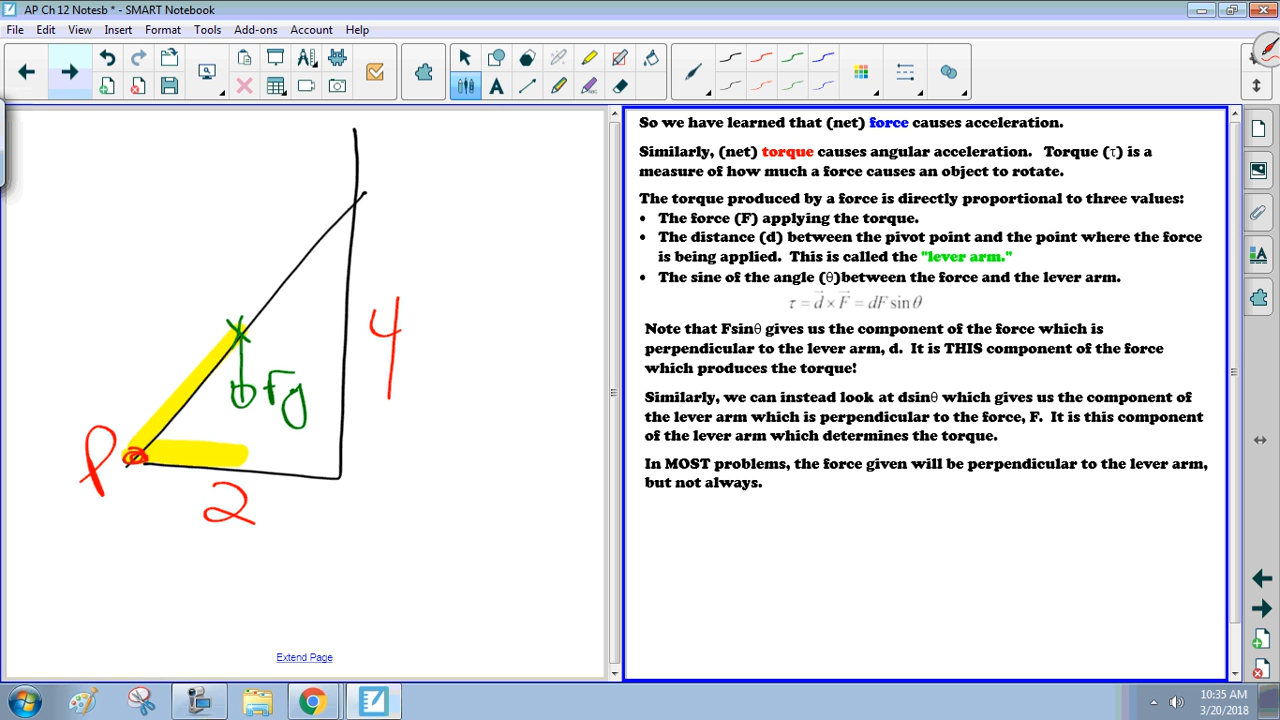 AP Ch 12 Notesb * - SMART Notebook
File Edit View Insert Format Tools Add-ons Account Help
4
Fg
P
2
Extend Page
So we have learned that (net) force causes acceleration.
Similarly, (net) torque causes angular acceleration. Torque (τ) is a
measure of how much a force causes an object to rotate.
The torque produced by a force is directly proportional to three values:
• The force (F) applying the torque.
• The distance (d) between the pivot point and the point where the force
is being applied. This is called the "lever arm."
• The sine of the angle (θ)between the force and the lever arm.
τ = d⃗ × F⃗ = dF sin θ
Note that Fsinθ gives us the component of the force which is
perpendicular to the lever arm, d. It is THIS component of the force
which produces the torque!
Similarly, we can instead look at dsinθ which gives us the component of
the lever arm which is perpendicular to the force, F. It is this component
of the lever arm which determines the torque.
In MOST problems, the force given will be perpendicular to the lever arm,
but not always.
10:35 AM
3/20/2018